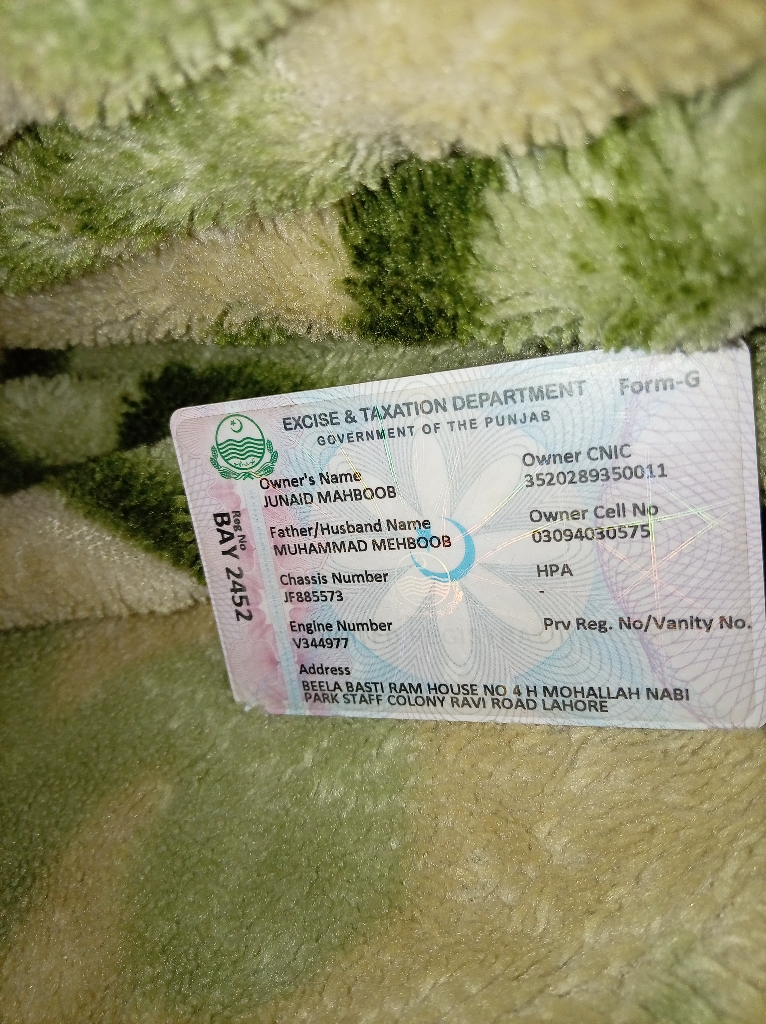 EXCISE & TAXATION DEPARTMENT Form-G
GOVERNMENT OF THE PUNJAB
Reg. No
BAY 2452
Owner's Name
JUNAID MAHBOOB
Father/Husband Name
MUHAMMAD MEHBOOB
Chassis Number
JF885573
Engine Number
V344977
Owner CNIC
3520289350011
Owner Cell No
03094030575
HPA
-
Prv Reg. No/Vanity No.
Address
BEELA BASTI RAM HOUSE NO 4 H MOHALLAH NABI
PARK STAFF COLONY RAVI ROAD LAHORE